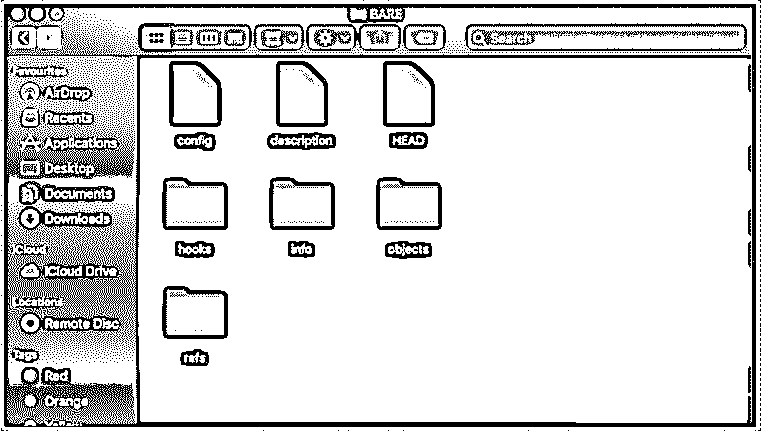 BARE
Search
Favourites
AirDrop
Recents
Applications
Desktop
Documents
Downloads
iCloud
iCloud Drive
Locations
Remote Disc
Tags
Red
Orange
Yellow
config description HEAD
hooks info objects
refs